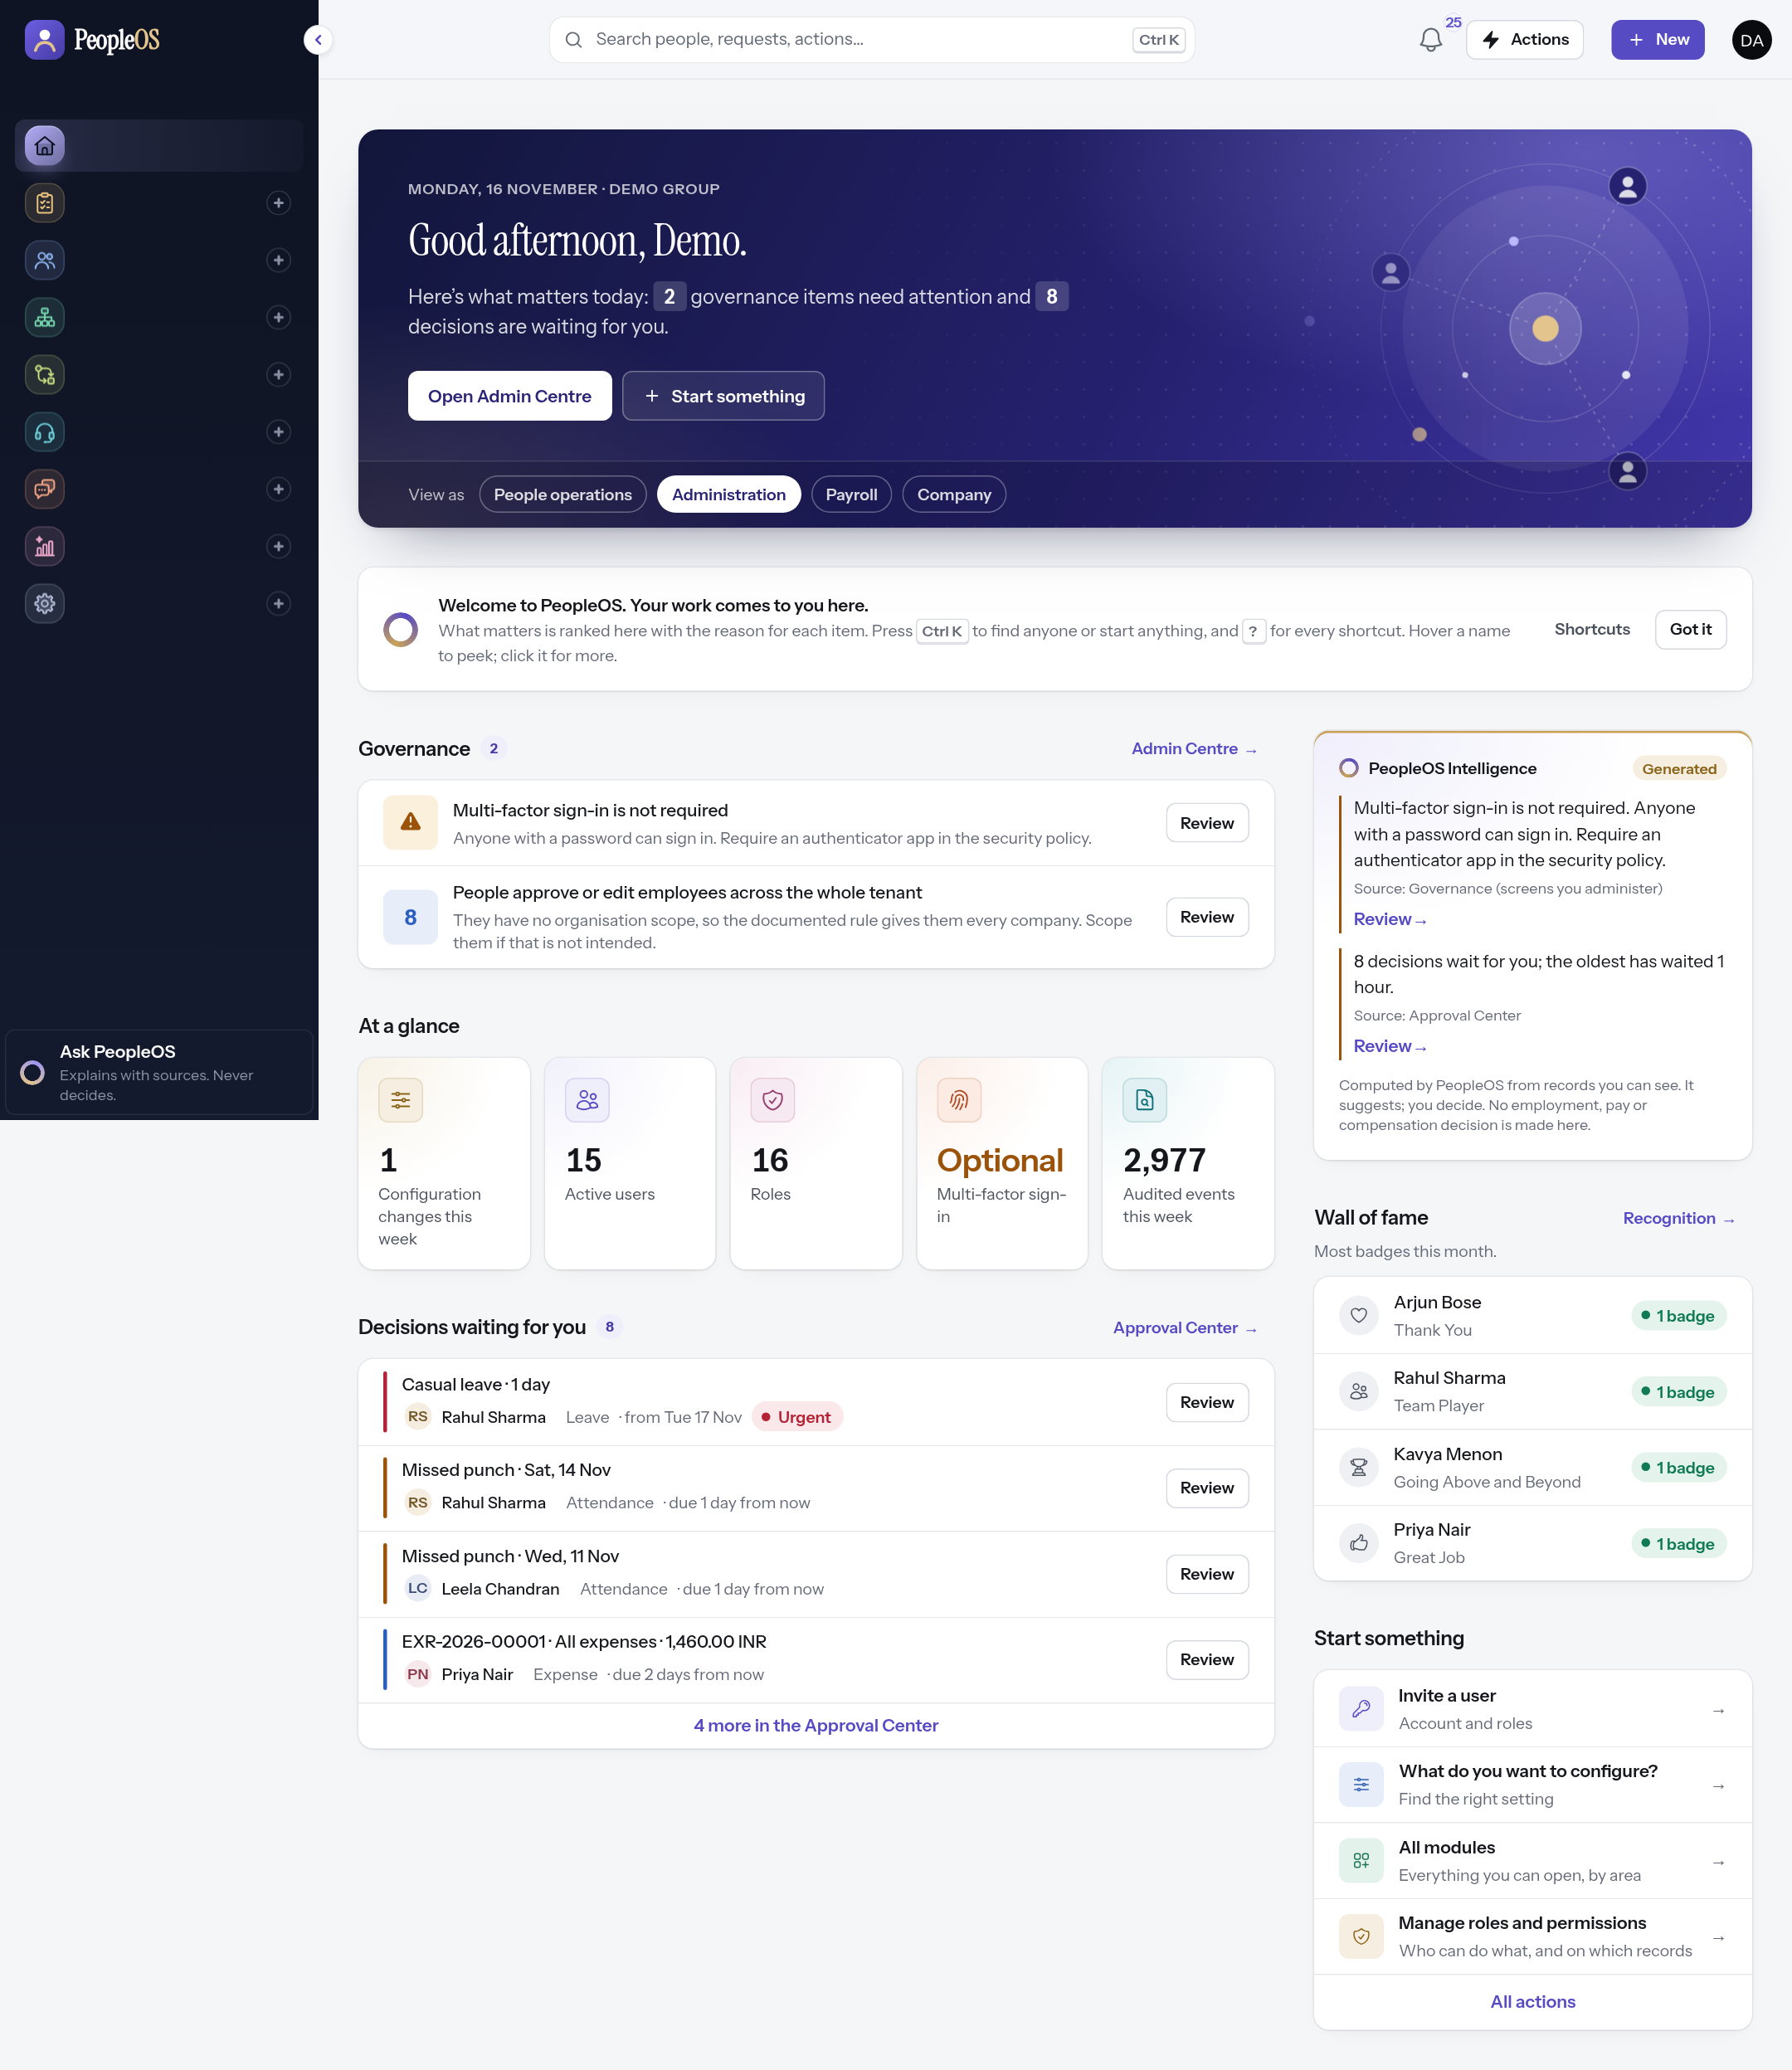 PeopleOS
Search people, requests, actions...
Ctrl K
25
Actions
New
DA
MONDAY, 16 NOVEMBER · DEMO GROUP
Good afternoon, Demo.
Here's what matters today: 2 governance items need attention and 8
decisions are waiting for you.
Open Admin Centre
Start something
View as
People operations
Administration
Payroll
Company
Welcome to PeopleOS. Your work comes to you here.
What matters is ranked here with the reason for each item. Press Ctrl K to find anyone or start anything, and ? for every shortcut. Hover a name
to peek; click it for more.
Shortcuts
Got it
Governance 2
Admin Centre →
Multi-factor sign-in is not required
Anyone with a password can sign in. Require an authenticator app in the security policy.
Review
8
People approve or edit employees across the whole tenant
They have no organisation scope, so the documented rule gives them every company. Scope
them if that is not intended.
Review
At a glance
1
Configuration
changes this
week
15
Active users
16
Roles
Optional
Multi-factor sign-
in
2,977
Audited events
this week
Decisions waiting for you 8
Approval Center →
Casual leave · 1 day
RS Rahul Sharma Leave · from Tue 17 Nov Urgent
Review
Missed punch · Sat, 14 Nov
RS Rahul Sharma Attendance · due 1 day from now
Review
Missed punch · Wed, 11 Nov
LC Leela Chandran Attendance · due 1 day from now
Review
EXR-2026-00001 · All expenses · 1,460.00 INR
PN Priya Nair Expense · due 2 days from now
Review
4 more in the Approval Center
PeopleOS Intelligence
Generated
Multi-factor sign-in is not required. Anyone
with a password can sign in. Require an
authenticator app in the security policy.
Source: Governance (screens you administer)
Review →
8 decisions wait for you; the oldest has waited 1
hour.
Source: Approval Center
Review →
Computed by PeopleOS from records you can see. It
suggests; you decide. No employment, pay or
compensation decision is made here.
Wall of fame
Recognition →
Most badges this month.
Arjun Bose
Thank You
1 badge
Rahul Sharma
Team Player
1 badge
Kavya Menon
Going Above and Beyond
1 badge
Priya Nair
Great Job
1 badge
Start something
Invite a user
Account and roles
→
What do you want to configure?
Find the right setting
→
All modules
Everything you can open, by area
→
Manage roles and permissions
Who can do what, and on which records
→
All actions
Ask PeopleOS
Explains with sources. Never
decides.